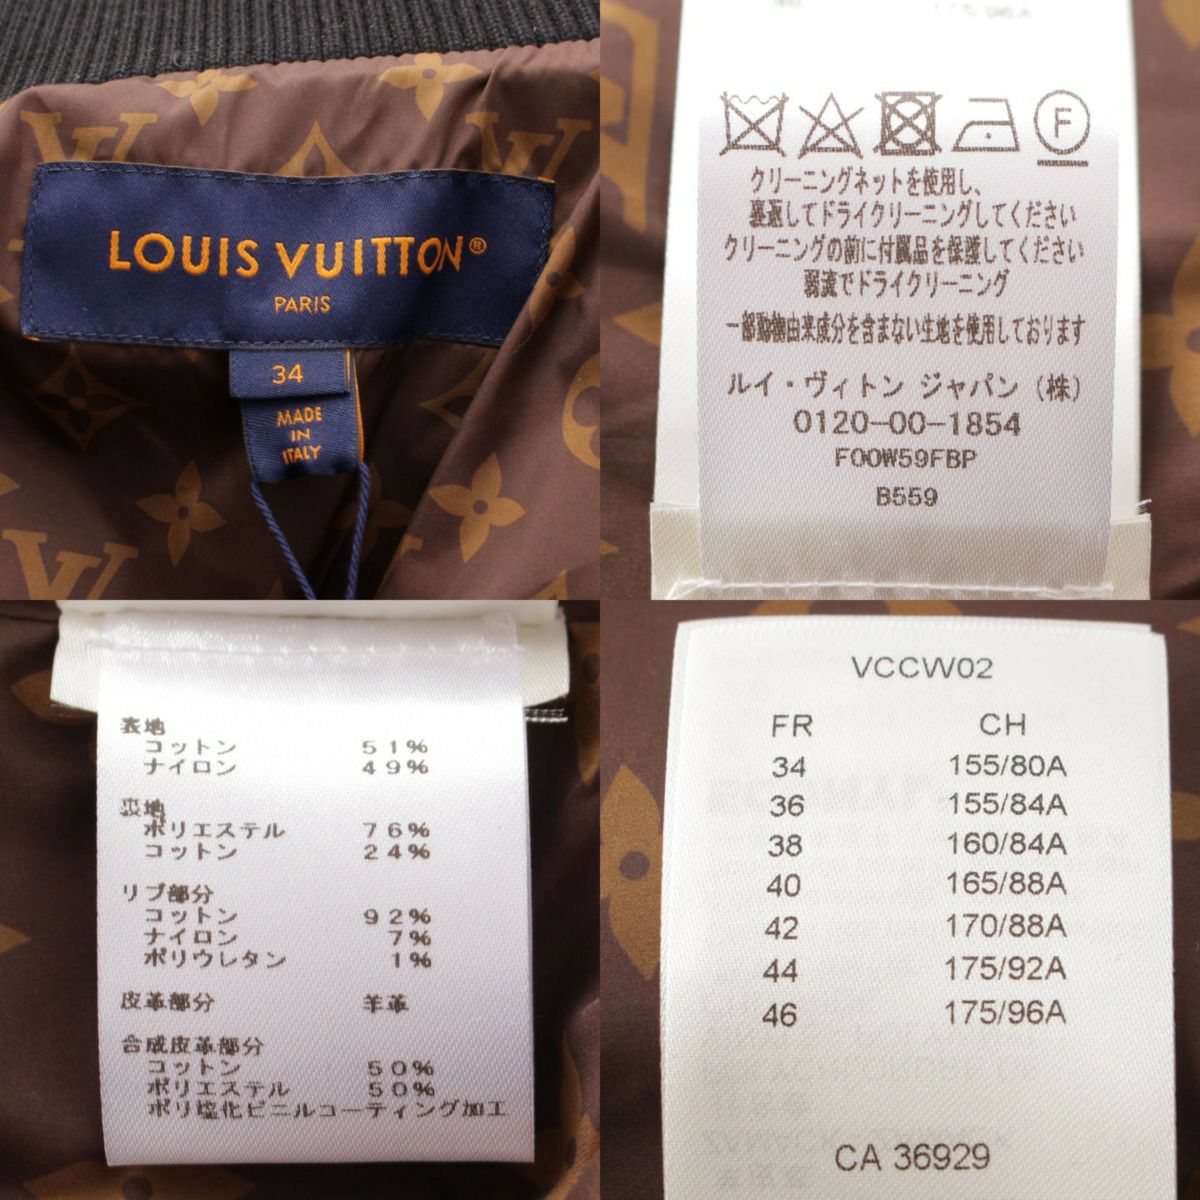 LOUIS VUITTON®
PARIS
34
MADE
IN
ITALY
175/96A
F
クリーニングネットを使用し、
裏返してドライクリーニングしてください
クリーニングの前に付属品を保護してください
弱流でドライクリーニング
一部動物由来成分を含まない生地を使用しております
ルイ・ヴィトン ジャパン (株)
0120-00-1854
F00W59FBP
B559
表地
コットン 51%
ナイロン 49%
裏地
ポリエステル 76%
コットン 24%
リブ部分
コットン 92%
ナイロン 7%
ポリウレタン 1%
皮革部分 羊革
合成皮革部分
コットン 50%
ポリエステル 50%
ポリ塩化ビニルコーティング加工
VCCW02
FR CH
34 155/80A
36 155/84A
38 160/84A
40 165/88A
42 170/88A
44 175/92A
46 175/96A
CA 36929